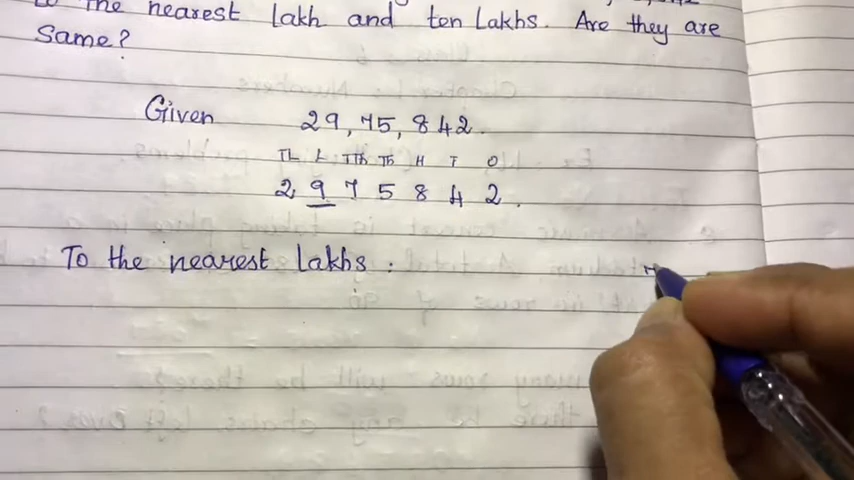 the nearest lakh and ten Lakhs. Are they are
Same?
Given 29,75,842.
TL L TTh Th H T O
2 9 7 5 8 4 2.
To the nearest Lakhs :